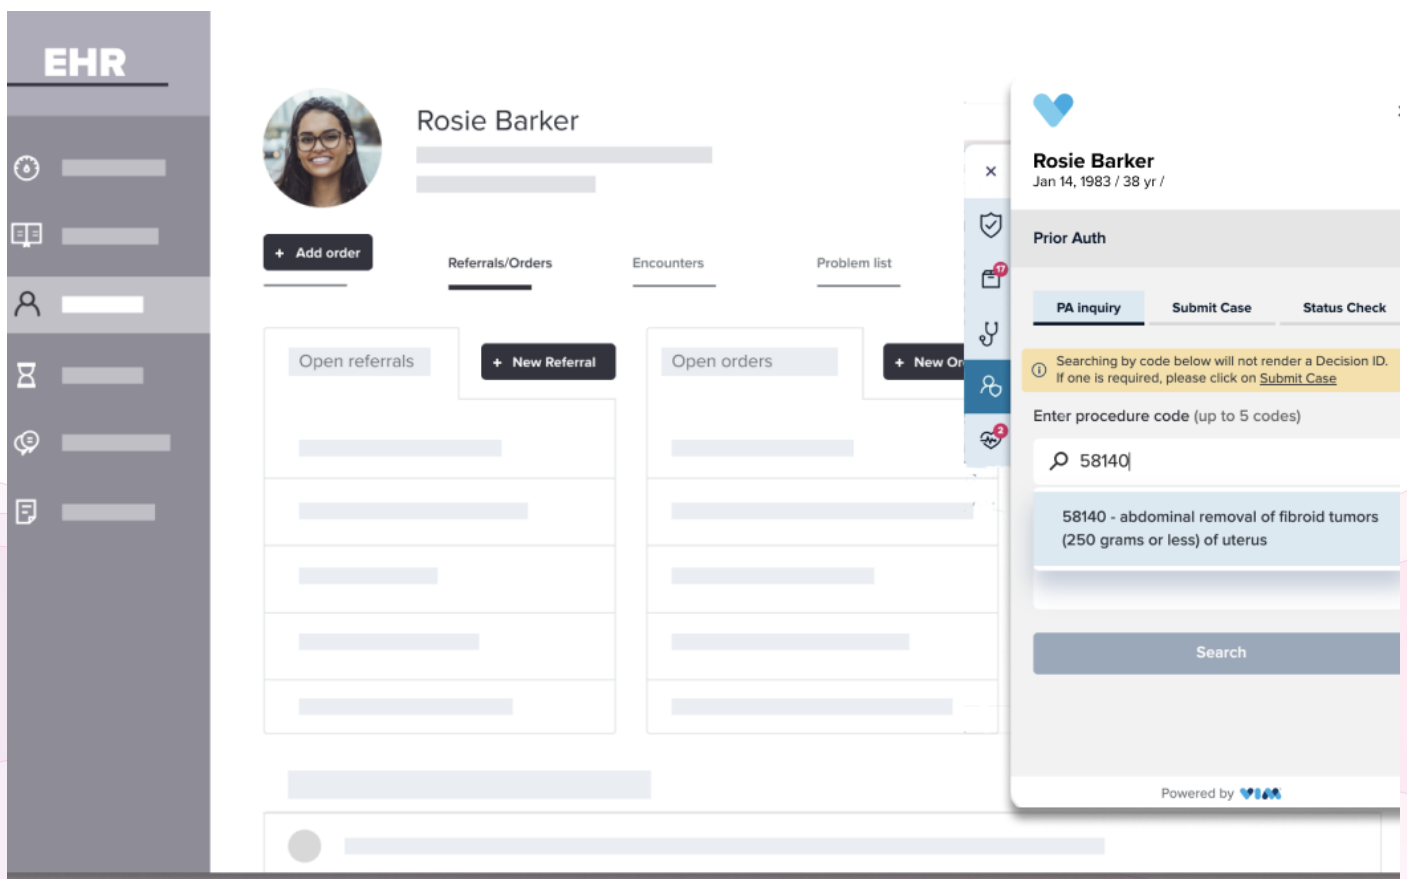 EHR
Rosie Barker
+ Add order
Referrals/Orders
Encounters
Problem list
Open referrals
+ New Referral
Open orders
+ New Or
17
2
Rosie Barker
Jan 14, 1983 / 38 yr /
Prior Auth
PA inquiry
Submit Case
Status Check
Searching by code below will not render a Decision ID.
If one is required, please click on Submit Case
Enter procedure code (up to 5 codes)
58140
58140 - abdominal removal of fibroid tumors
(250 grams or less) of uterus
Search
Powered by VIM